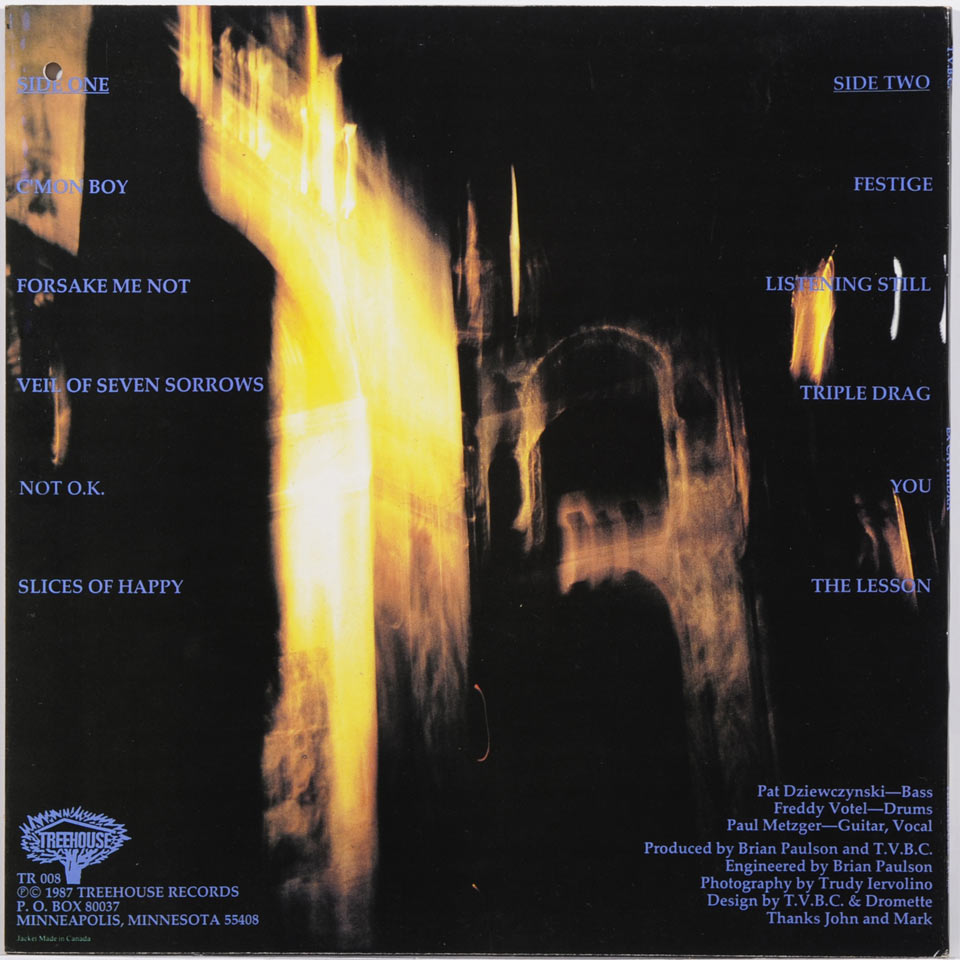 SIDE ONE
C'MON BOY
FORSAKE ME NOT
VEIL OF SEVEN SORROWS
NOT O.K.
SLICES OF HAPPY
SIDE TWO
FESTIGE
LISTENING STILL
TRIPLE DRAG
YOU
THE LESSON
Pat Dziewczynski—Bass
Freddy Votel—Drums
Paul Metzger—Guitar, Vocal
Produced by Brian Paulson and T.V.B.C.
Engineered by Brian Paulson
Photography by Trudy Iervolino
Design by T.V.B.C. & Dromette
Thanks John and Mark
TREEHOUSE
TR 008
℗© 1987 TREEHOUSE RECORDS
P. O. BOX 80037
MINNEAPOLIS, MINNESOTA 55408
Jacket Made in Canada
T.V.B.C.